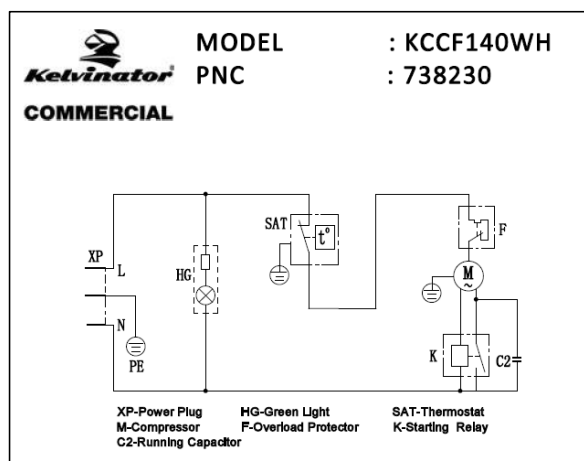 Kelvinator
COMMERCIAL
MODEL : KCCF140WH
PNC : 738230
SAT
t°
F
XP
L
HG
M
~
N
PE
K
C2
XP-Power Plug HG-Green Light SAT-Thermostat
M-Compressor F-Overload Protector K-Starting Relay
C2-Running Capacitor